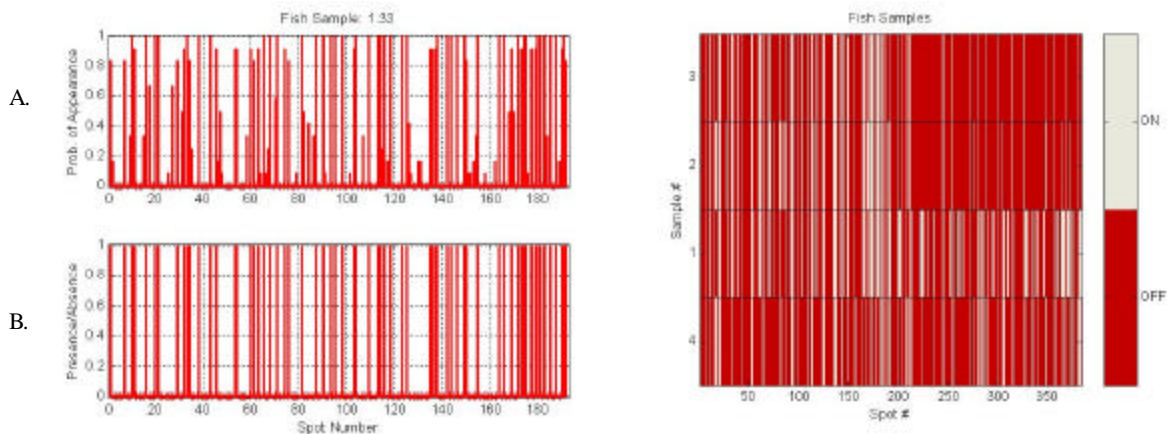 Fish Sample: 1.33
A.
Prob. of Appearance
1
0.8
0.6
0.4
0.2
0
0 20 40 60 80 100 120 140 160 180
B.
Presence/Absence
1
0.8
0.6
0.4
0.2
0
0 20 40 60 80 100 120 140 160 180
Spot Number
Fish Samples
Sample #
3
2
1
4
50 100 150 200 250 300 350
Spot #
ON
OFF